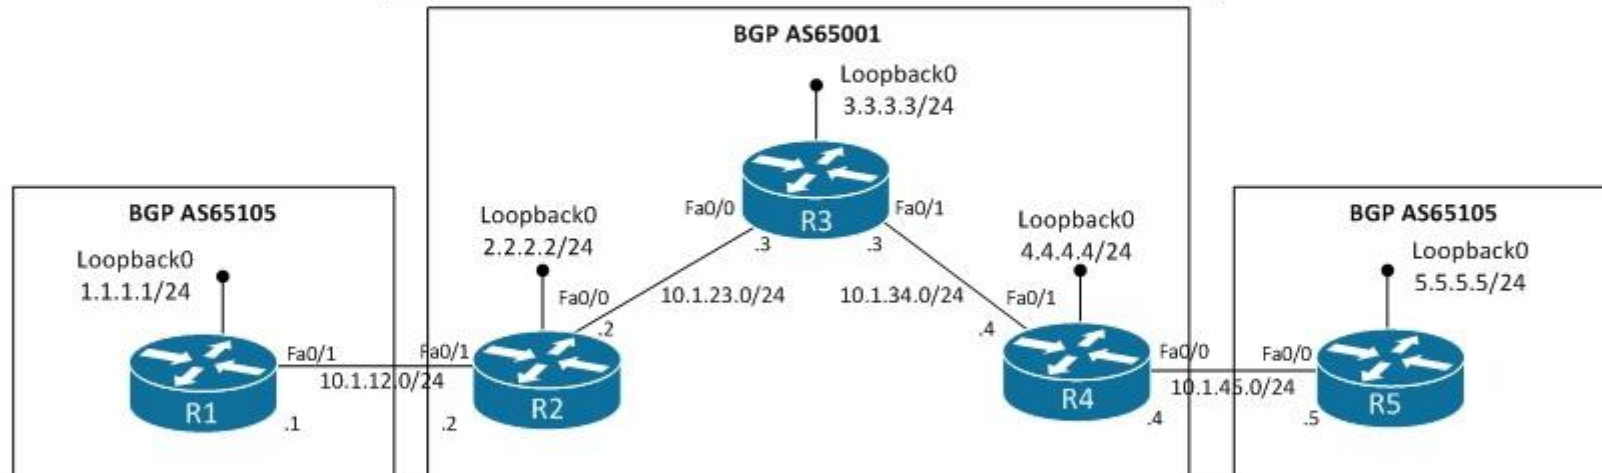 BGP AS65001
Loopback0
3.3.3.3/24
R3
Fa0/0
.3
Fa0/1
.3
BGP AS65105
Loopback0
1.1.1.1/24
Fa0/1
R1
.1
10.1.12.0/24
Loopback0
2.2.2.2/24
Fa0/0
.2
Fa0/1
R2
.2
10.1.23.0/24
10.1.34.0/24
Loopback0
4.4.4.4/24
Fa0/1
.4
Fa0/0
R4
.4
10.1.45.0/24
BGP AS65105
Loopback0
5.5.5.5/24
Fa0/0
R5
.5